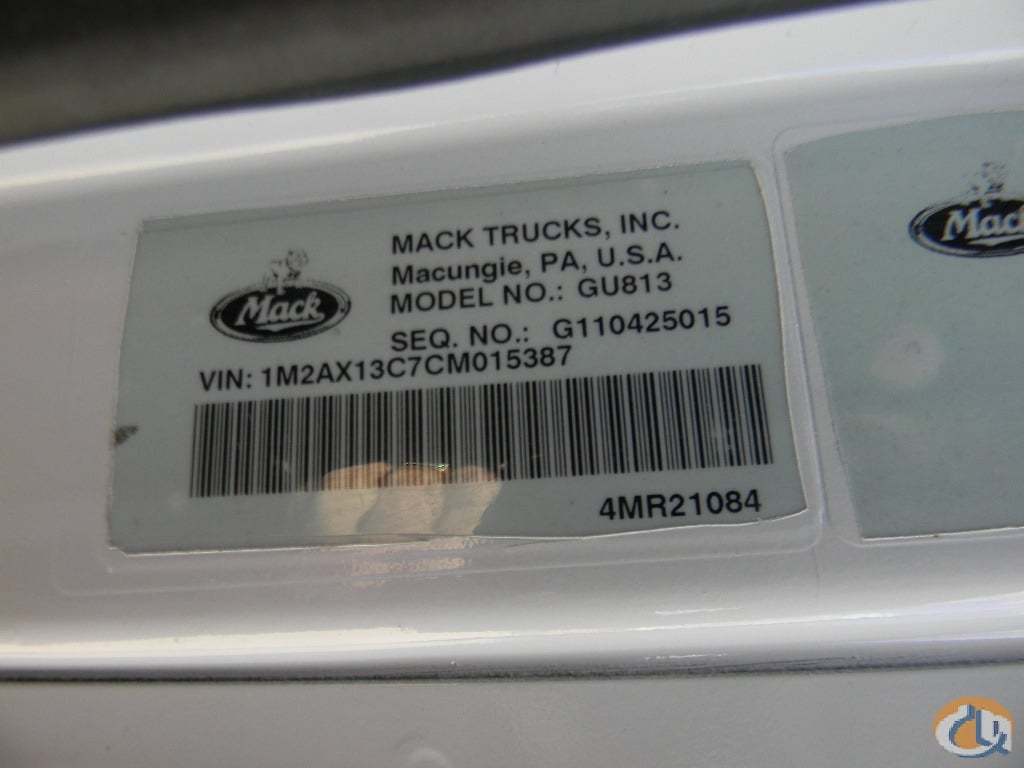 MACK TRUCKS, INC.
Macungie, PA, U.S.A.
MODEL NO.: GU813
SEQ. NO.: G110425015
VIN: 1M2AX13C7CM015387
4MR21084
Mack
Mack